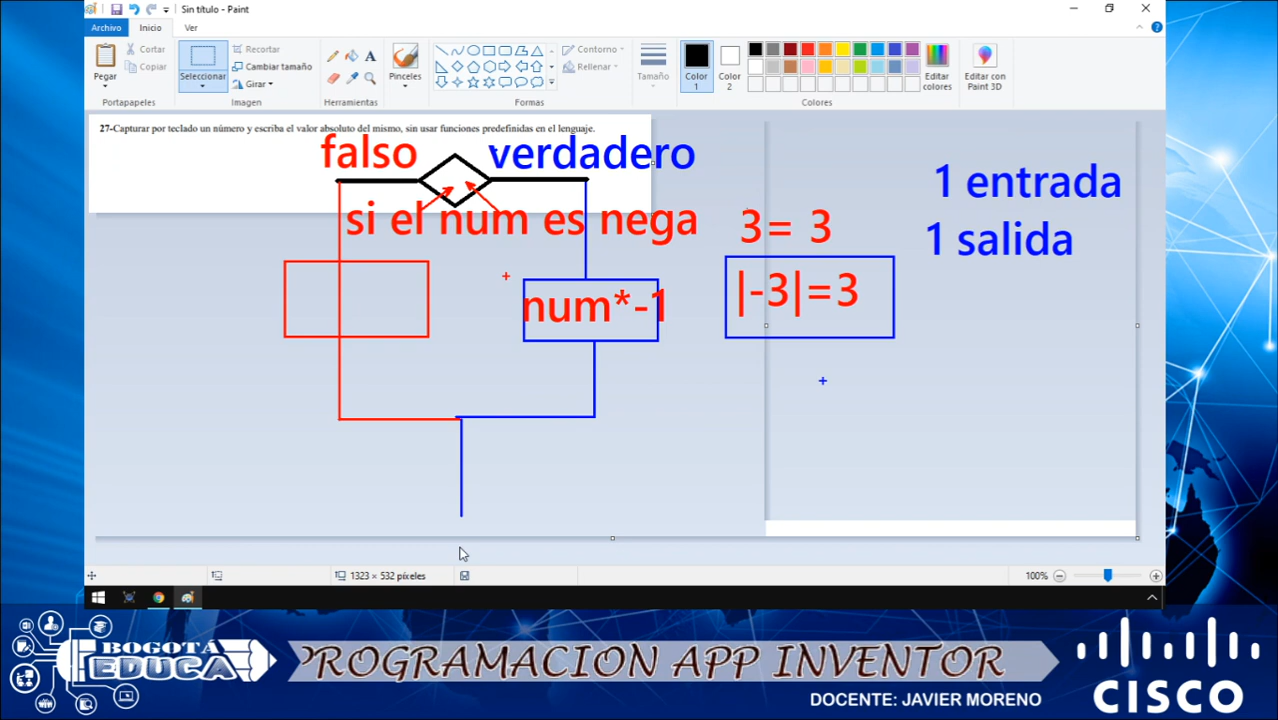 Sin título - Paint
Archivo Inicio Ver
Pegar
Cortar
Copiar
Portapapeles
Seleccionar
Recortar
Cambiar tamaño
Girar
Imagen
Herramientas
Pinceles
Contorno
Rellenar
Formas
Tamaño
Color 1
Color 2
Editar colores
Colores
Editar con Paint 3D
27-Capturar por teclado un número y escriba el valor absoluto del mismo, sin usar funciones predefinidas en el lenguaje.
falso verdadero
si el num es nega
num*-1
3= 3
|-3|=3
1 entrada
1 salida
1323 × 532 píxeles
100%
BOGOTÁ
EDUCA
PROGRAMACION APP INVENTOR
DOCENTE: JAVIER MORENO
CISCO